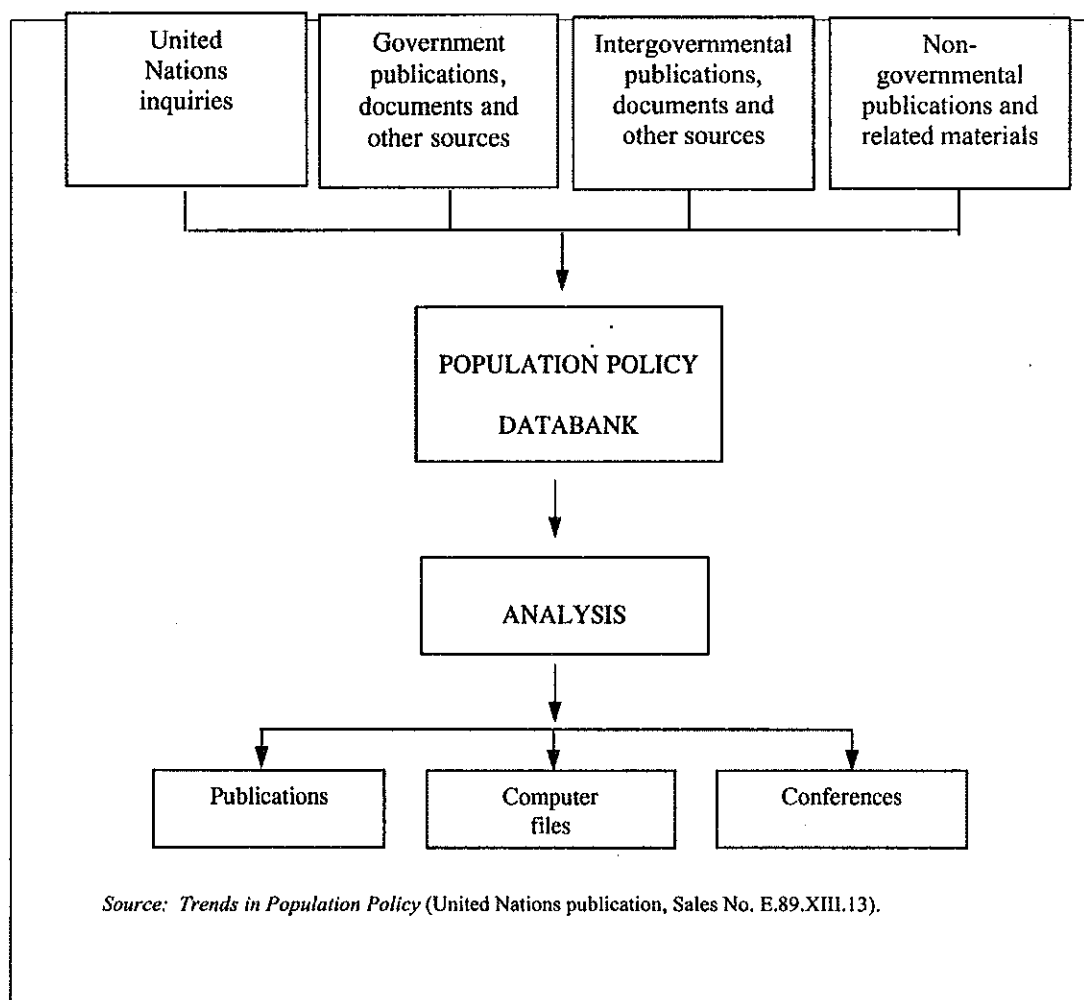 United
Nations
inquiries
Government
publications,
documents and
other sources
Intergovernmental
publications,
documents and
other sources
Non-
governmental
publications and
related materials
POPULATION POLICY
DATABANK
ANALYSIS
Publications
Computer
files
Conferences
Source: Trends in Population Policy (United Nations publication, Sales No. E.89.XIII.13).